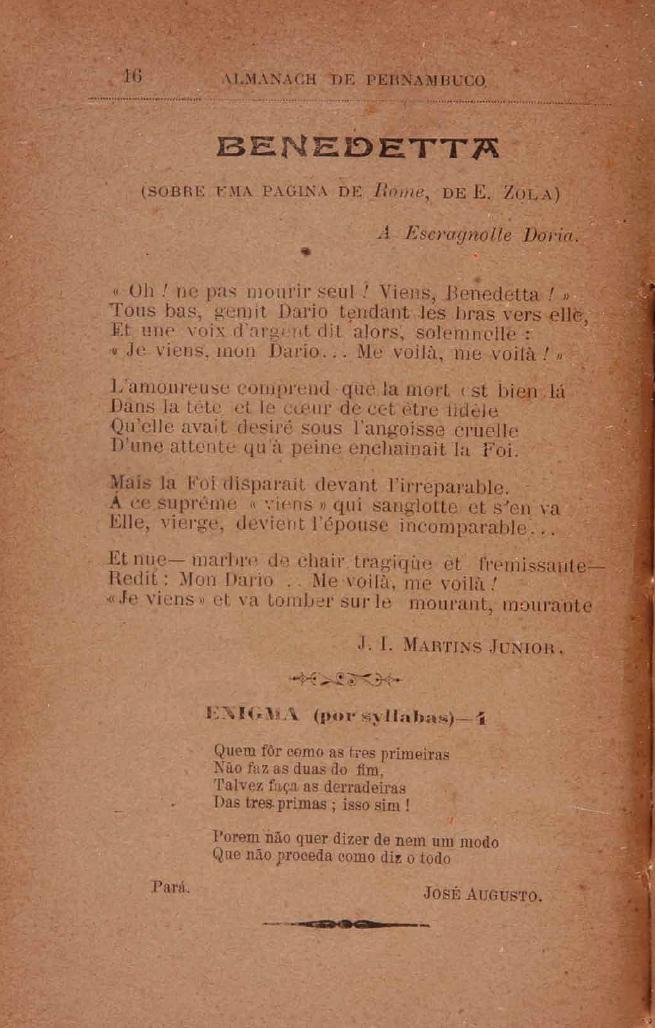 16 ALMANACH DE PERNAMBUCO
BENEDETTA
(SOBRE UMA PAGINA DE Rome, DE E. ZOLA)
A Escragnolle Doria.
« Oh ! ne pas mourir seul ! Viens, Benedetta ! »
Tous bas, gemit Dario tendant les bras vers elle,
Et une voix d'argent dit alors, solemnelle :
« Je viens, mon Dario... Me voilà, me voilà ! »
L'amoureuse comprend que la mort est bien lá
Dans la tête et le cœur de cet être fidèle
Qu'elle avait desiré sous l'angoisse cruelle
D'une attente qu'à peine enchainait la Foi.
Mais la Foi disparait devant l'irreparable.
Á ce suprême « viens » qui sanglotte et s'en va
Elle, vierge, devient l'épouse incomparable...
Et nue— marbre de chair tragique et fremissante—
Redit : Mon Dario . . Me voilà, me voilà !
«Je viens» et va tomber sur le mourant, mourante
J. I. MARTINS JUNIOR.
ENIGMA (por syllabas)—4
Quem fôr como as tres primeiras
Não faz as duas do fim,
Talvez faça as derradeiras
Das tres primas ; isso sim !
Porem não quer dizer de nem um modo
Que não proceda como diz o todo
Pará. JOSÉ AUGUSTO.